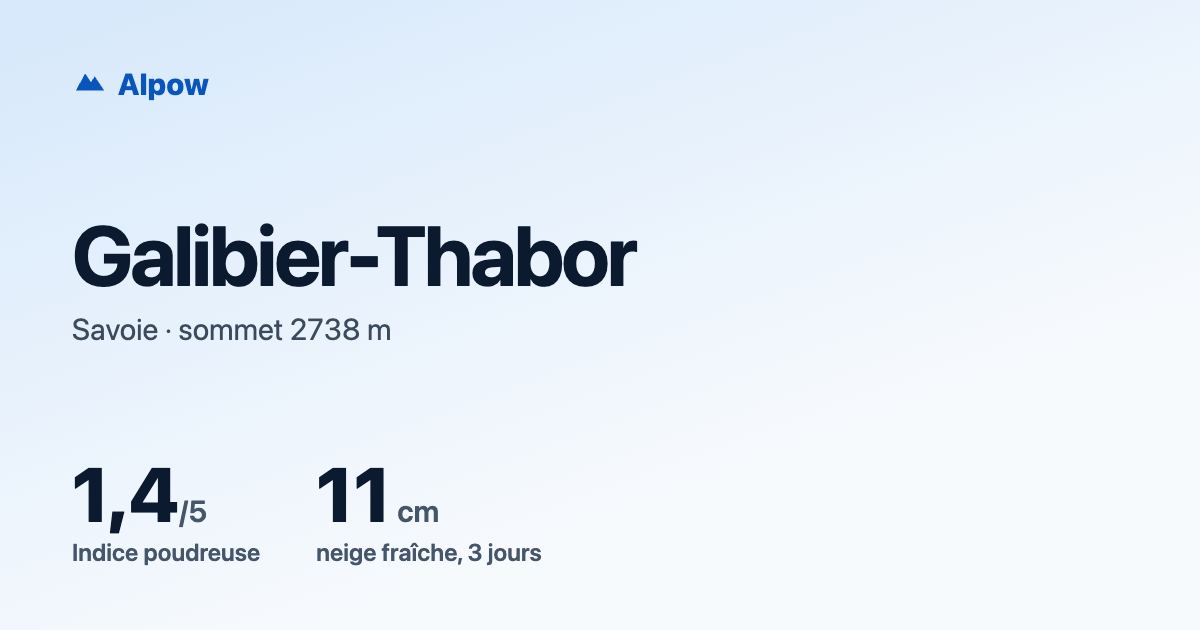 Alpow
Galibier-Thabor
Savoie · sommet 2738 m
1,4/5
Indice poudreuse
11 cm
neige fraîche, 3 jours